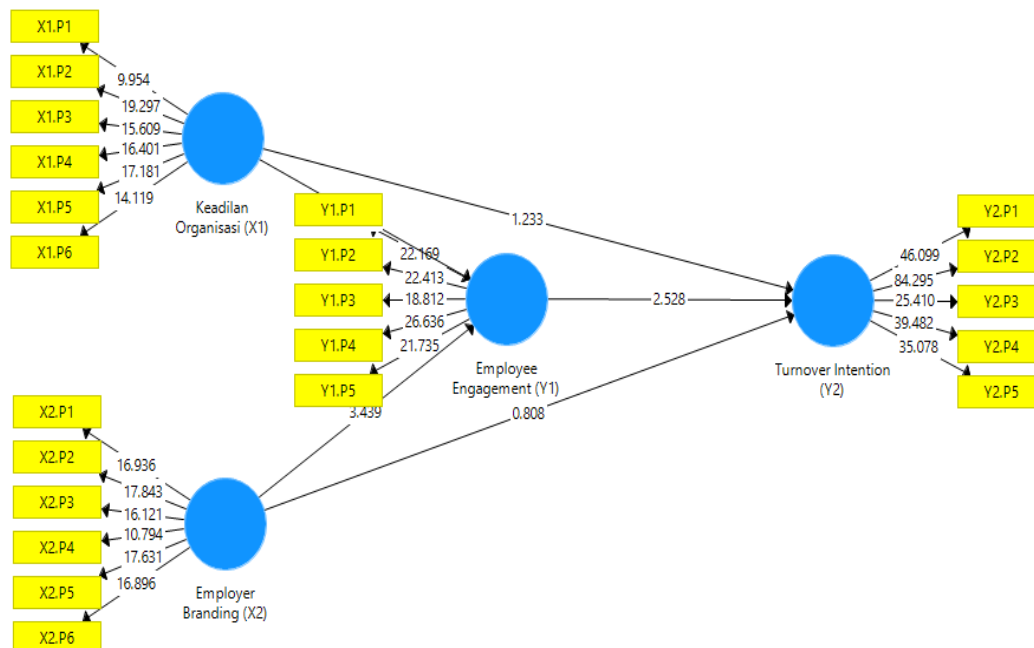 X1.P1
X1.P2
X1.P3
X1.P4
X1.P5
X1.P6
9.954
19.297
15.609
16.401
17.181
14.119
Keadilan
Organisasi (X1)
Y1.P1
Y1.P2
Y1.P3
Y1.P4
Y1.P5
22.169
22.413
18.812
26.636
21.735
Employee
Engagement (Y1)
1.233
2.528
0.808
3.439
X2.P1
X2.P2
X2.P3
X2.P4
X2.P5
X2.P6
16.936
17.843
16.121
10.794
17.631
16.896
Employer
Branding (X2)
Turnover Intention
(Y2)
46.099
84.295
25.410
39.482
35.078
Y2.P1
Y2.P2
Y2.P3
Y2.P4
Y2.P5